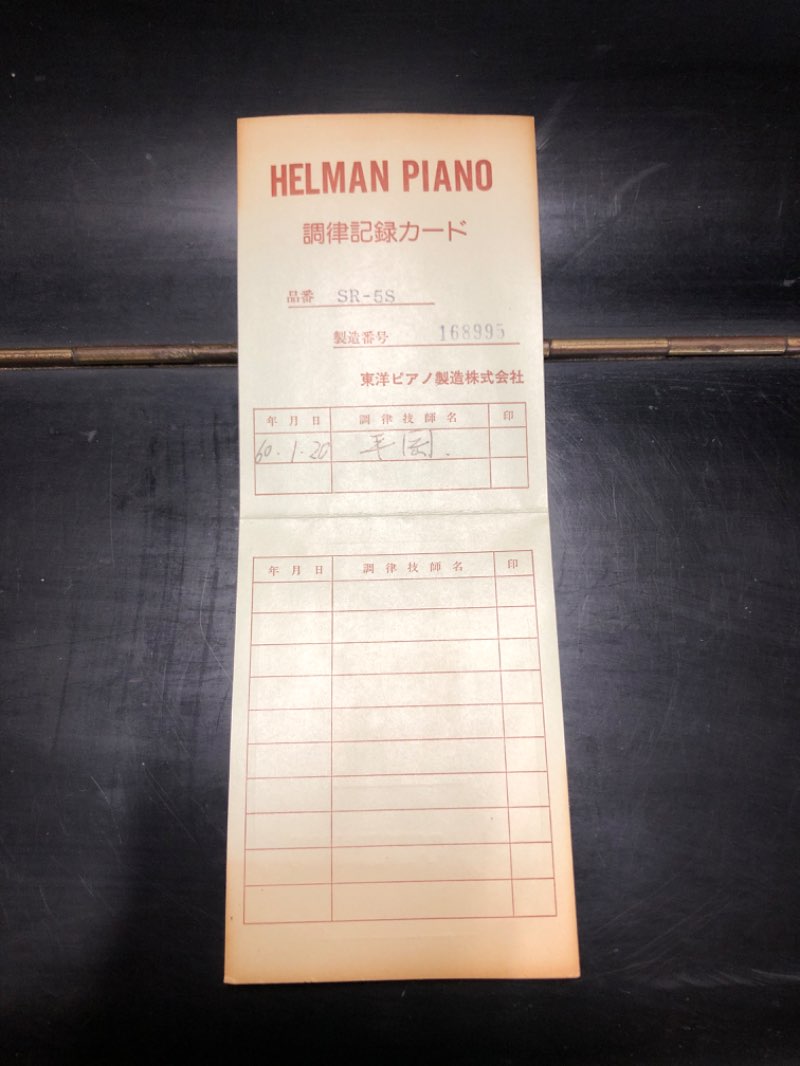 HELMAN PIANO
調律記録カード
品番 SR-5S
製造番号 168995
東洋ピアノ製造株式会社
年月日 調律技師名 印
60.1.20 平岡.
年月日 調律技師名 印